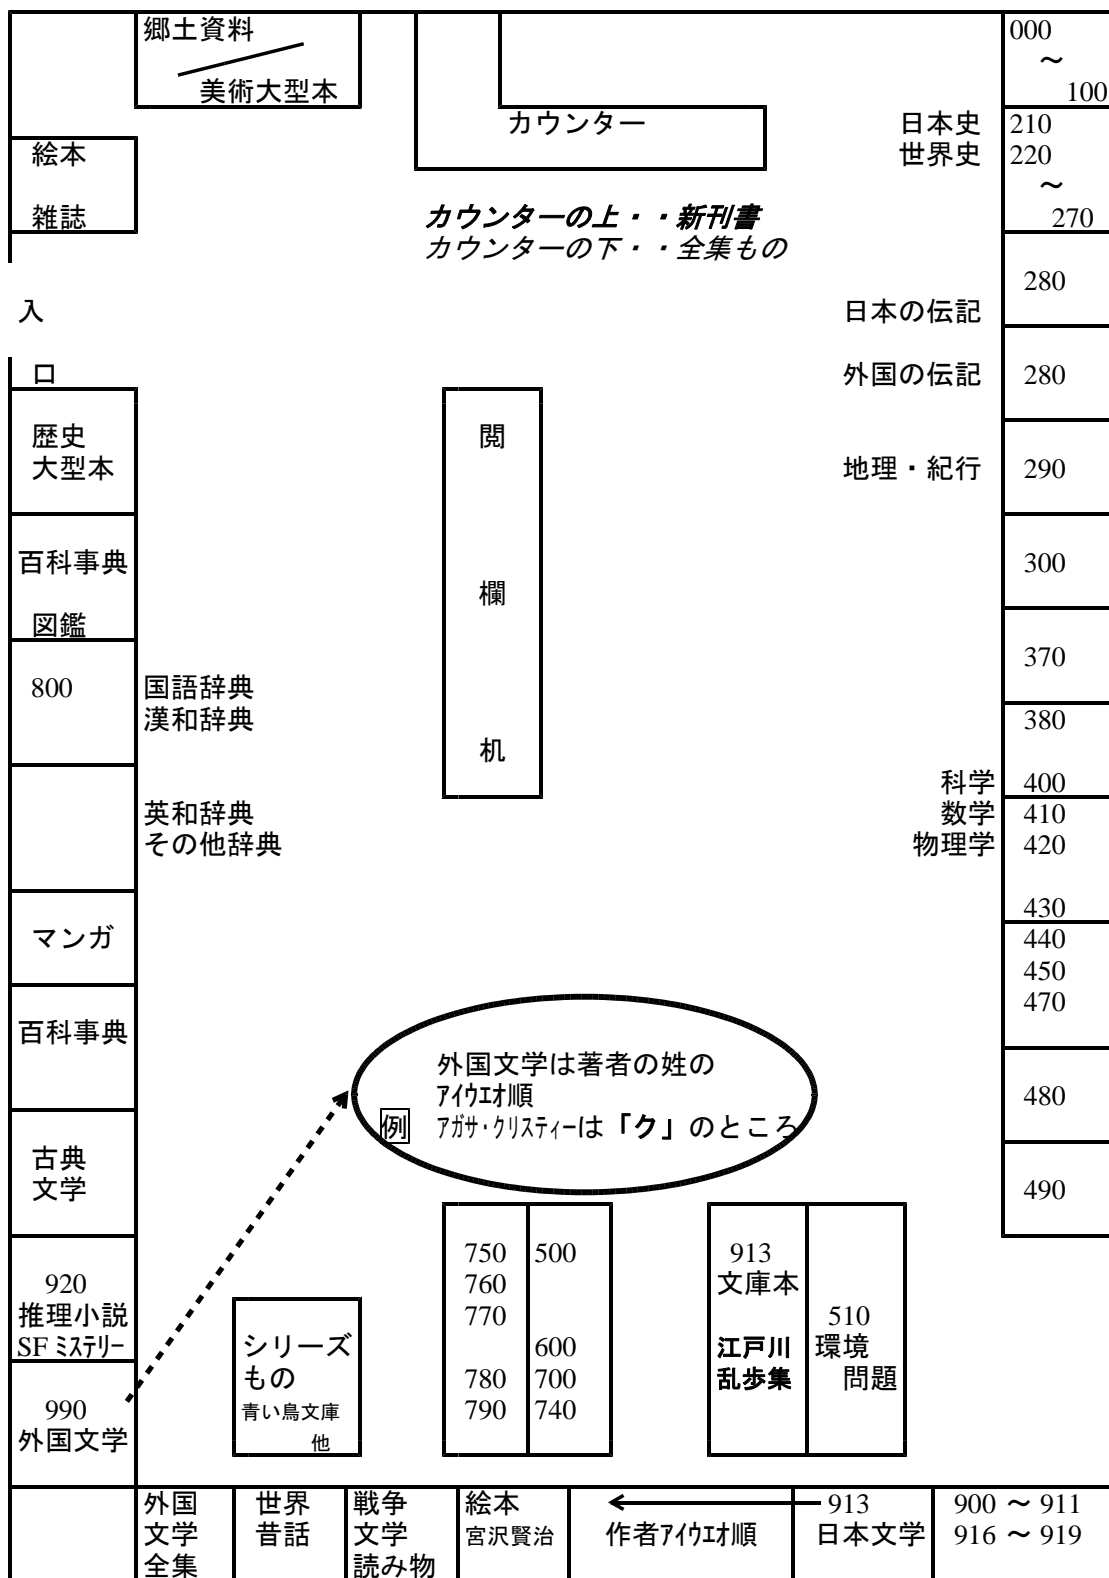 郷土資料
美術大型本
カウンター
カウンターの上・・新刊書
カウンターの下・・全集もの
絵本
雑誌
入
口
歴史
大型本
百科事典
図鑑
800
国語辞典
漢和辞典
英和辞典
その他辞典
マンガ
百科事典
古典
文学
920
推理小説
SFミステリー
990
外国文学
閲
欄
机
000
～
100
日本史 210
世界史 220
～
270
280
日本の伝記
外国の伝記 280
地理・紀行 290
300
370
380
科学 400
数学 410
物理学 420
430
440
450
470
480
490
外国文学は著者の姓の
アイウエオ順
例 アガサ・クリスティーは「ク」のところ
シリーズ
もの
青い鳥文庫
他
750 500
760
770
600
780 700
790 740
913
文庫本
江戸川
乱歩集
510
環境
問題
外国
文学
全集
世界
昔話
戦争
文学
読み物
絵本
宮沢賢治
作者アイウエオ順
913
日本文学
900 ～ 911
916 ～ 919